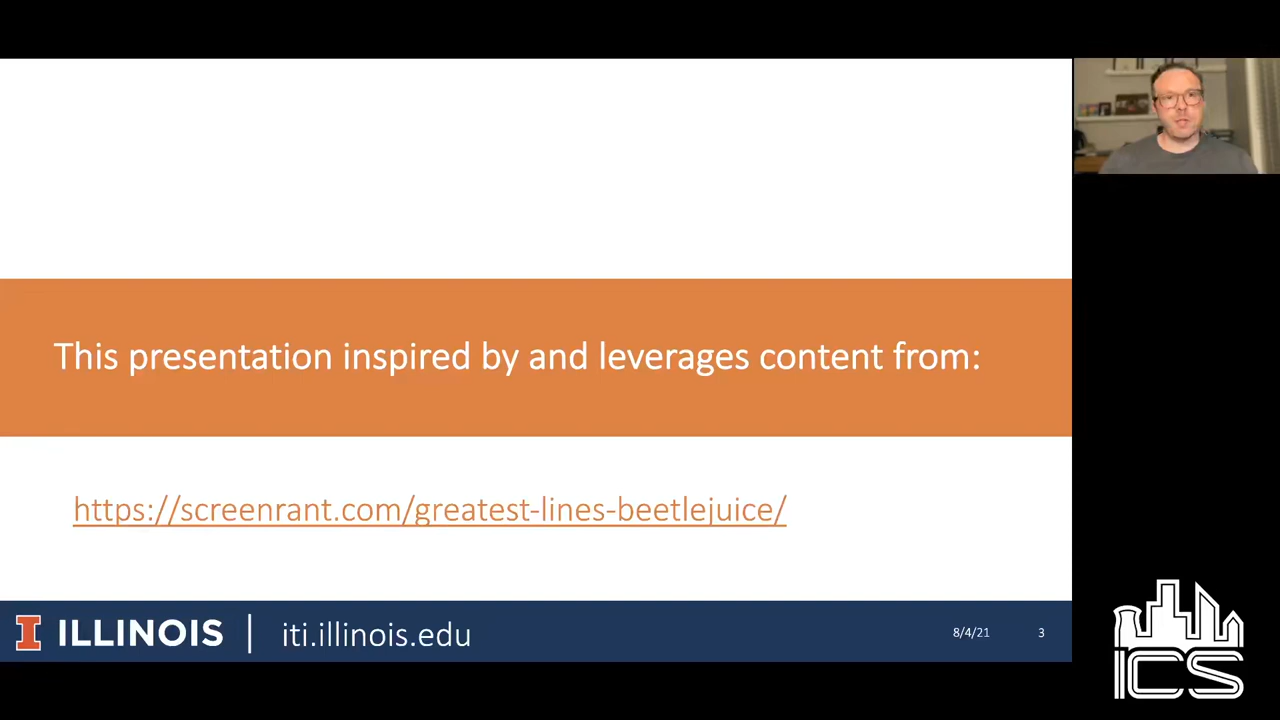 This presentation inspired by and leverages content from:
https://screenrant.com/greatest-lines-beetlejuice/
I ILLINOIS | iti.illinois.edu
8/4/21 3
ICS